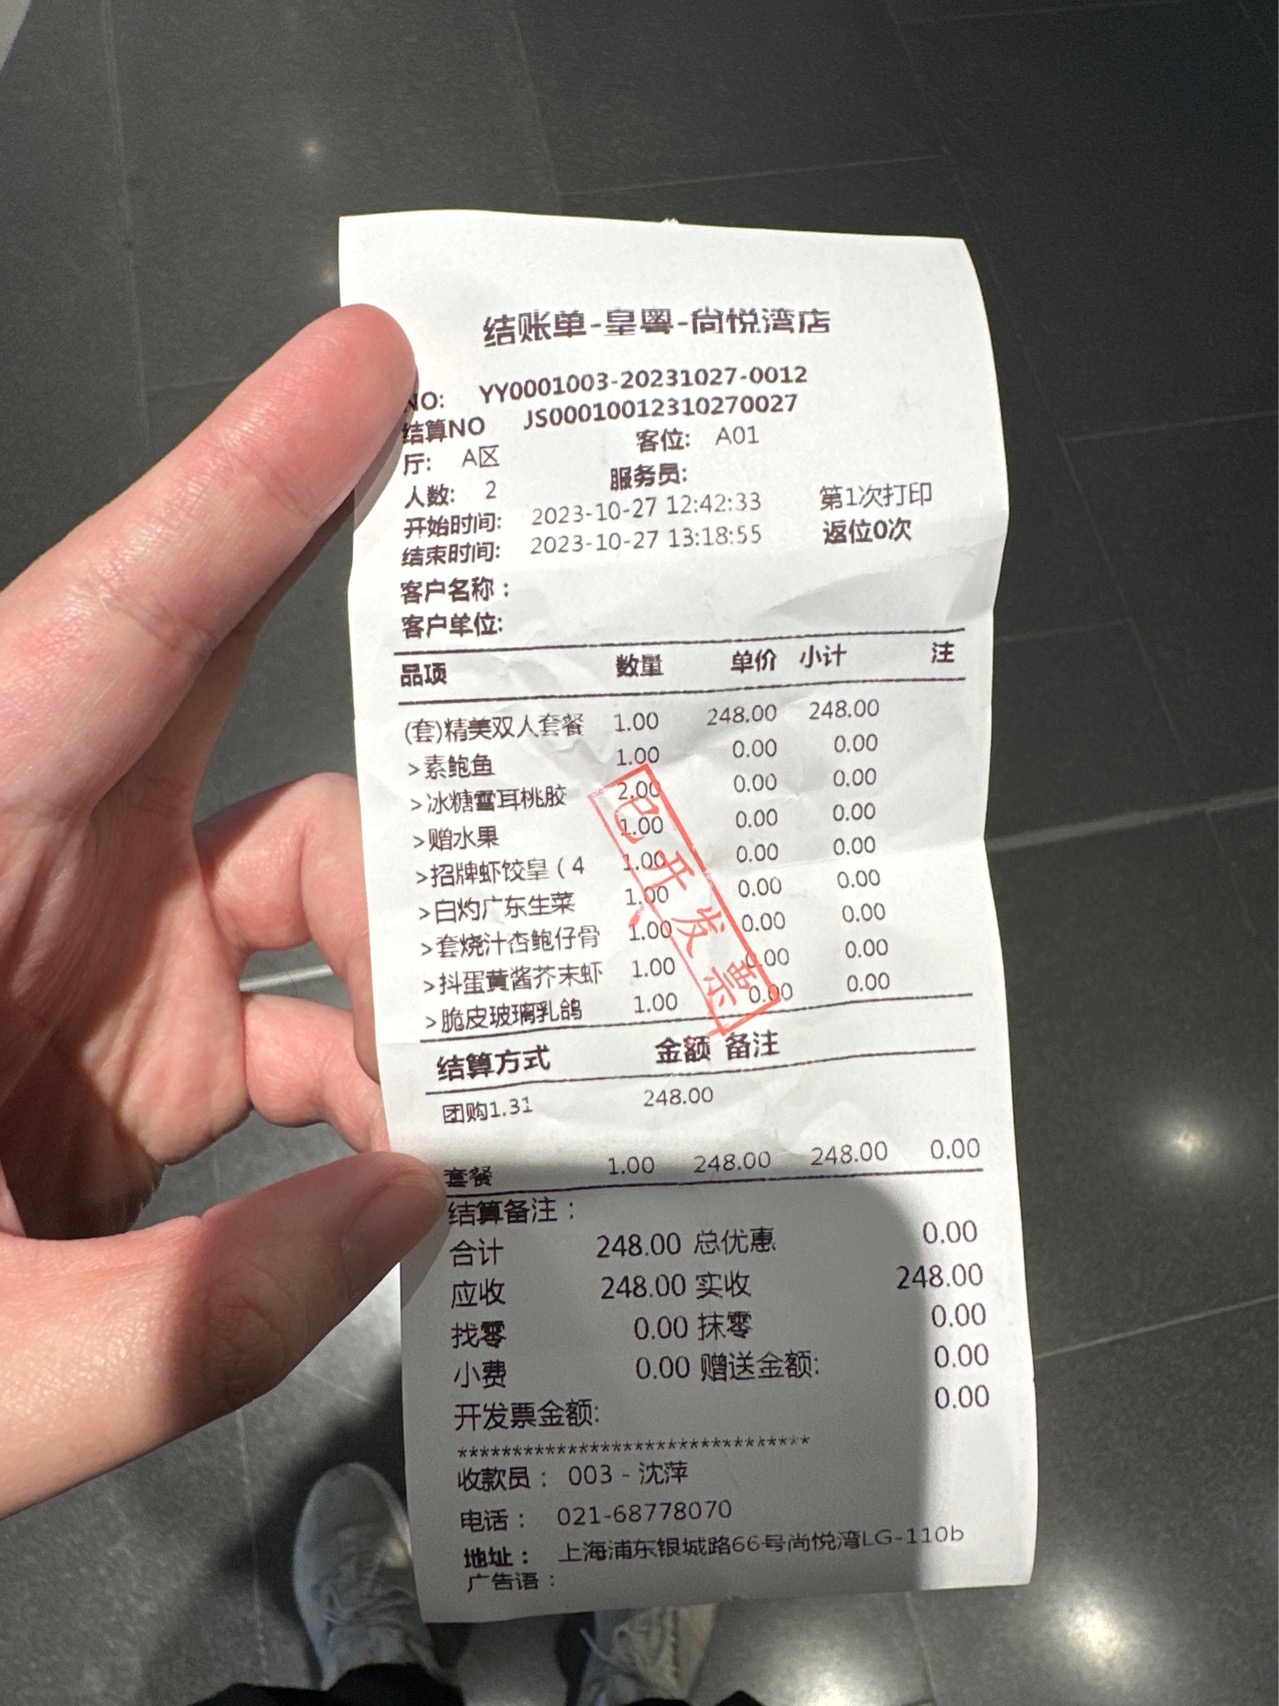 结账单-皇粤-尚悦湾店
NO: YY0001003-20231027-0012
结算NO JS00010012310270027
厅: A区 客位: A01
人数: 2 服务员:
开始时间: 2023-10-27 12:42:33 第1次打印
结束时间: 2023-10-27 13:18:55 返位0次
客户名称:
客户单位:
品项 数量 单价 小计 注
(套)精美双人套餐 1.00 248.00 248.00
>素鲍鱼 1.00 0.00 0.00
>冰糖雪耳桃胶 2.00 0.00 0.00
>赠水果 1.00 0.00 0.00
>招牌虾饺皇(4 1.00 0.00 0.00
>白灼广东生菜 1.00 0.00 0.00
>套烧汁杏鲍仔骨 1.00 0.00 0.00
>抖蛋黄酱芥末虾 1.00 0.00 0.00
>脆皮玻璃乳鸽 1.00 0.00 0.00
已开发票
结算方式 金额 备注
团购1.31 248.00
套餐 1.00 248.00 248.00 0.00
结算备注:
合计 248.00 总优惠 0.00
应收 248.00 实收 248.00
找零 0.00 抹零 0.00
小费 0.00 赠送金额: 0.00
开发票金额: 0.00
********************************
收款员: 003 - 沈萍
电话: 021-68778070
地址: 上海浦东银城路66号尚悦湾LG-110b
广告语: